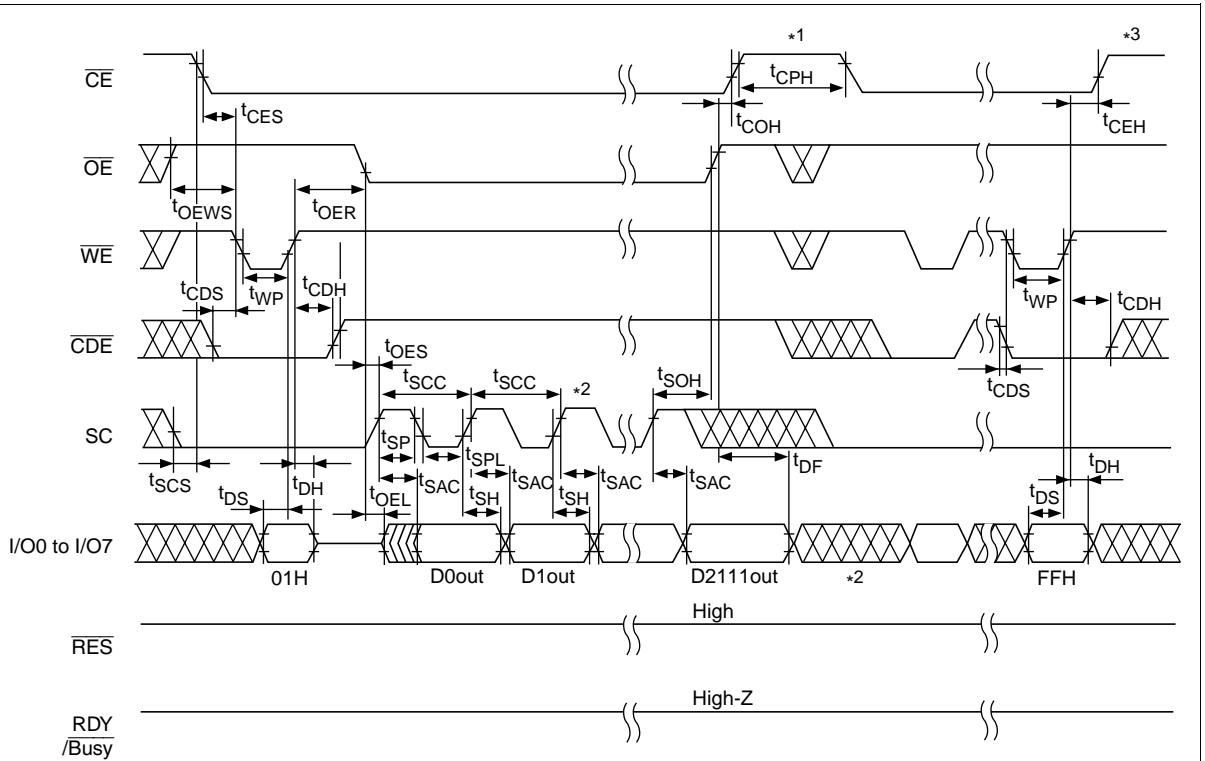 *1
*3
CE
tCPH
tCES
tCOH
tCEH
OE
tOEWS
tOER
WE
tCDS
tWP
tCDH
tWP
tCDH
CDE
tOES
tSCC
tSCC
*2
tSOH
tCDS
SC
tSP
tSPL
tSCS
tDS
tDH
tOEL
tSAC
tSH
tSAC
tSH
tSAC
tSAC
tDF
tDS
tDH
I/O0 to I/O7
01H
D0out
D1out
D2111out
*2
FFH
High
RES
High-Z
RDY
/Busy